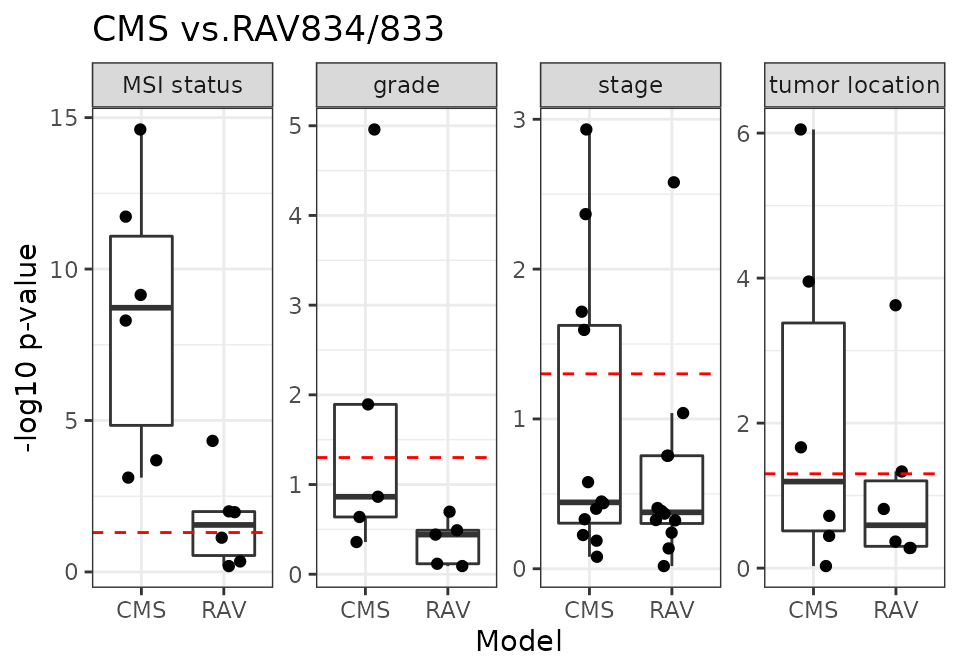 CMS vs.RAV834/833
MSI status
grade
stage
tumor location
-log10 p-value
15
10
5
0
5
4
3
2
1
0
3
2
1
0
6
4
2
0
CMS RAV
CMS RAV
CMS RAV
CMS RAV
Model